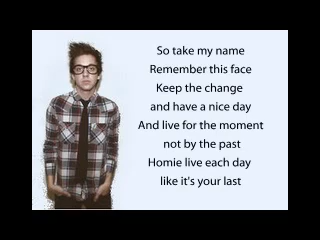 So take my name
Remember this face
Keep the change
and have a nice day
And live for the moment
not by the past
Homie live each day
like it's your last